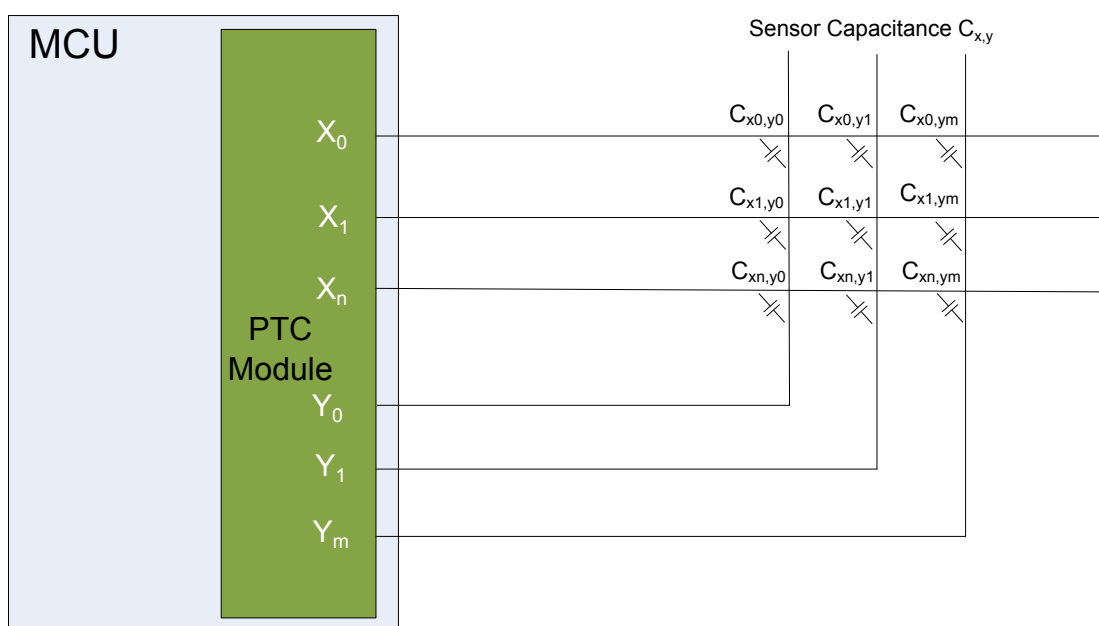 MCU
Sensor Capacitance Cx,y
X0
Cx0,y0 Cx0,y1 Cx0,ym
X1
Cx1,y0 Cx1,y1 Cx1,ym
Xn
Cxn,y0 Cxn,y1 Cxn,ym
PTC
Module
Y0
Y1
Ym